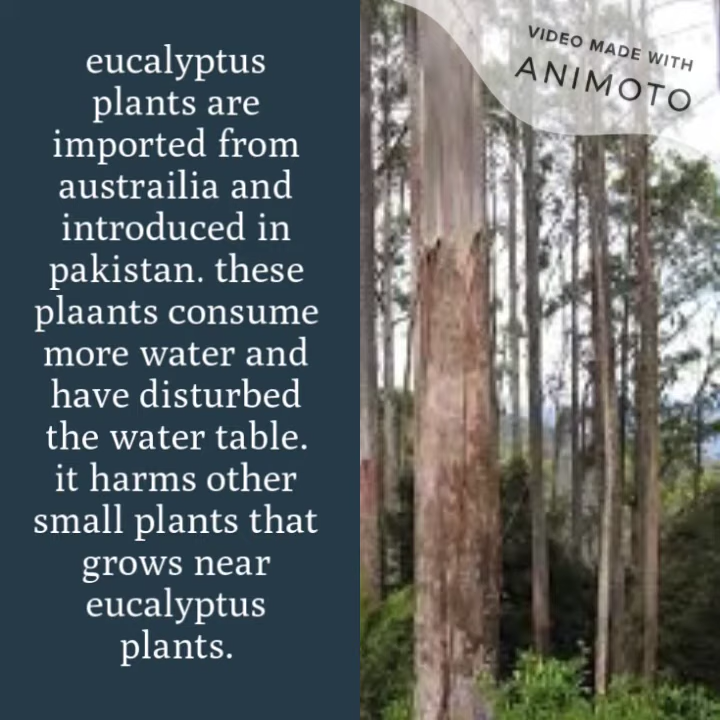 eucalyptus
plants are
imported from
austrailia and
introduced in
pakistan. these
plaants consume
more water and
have disturbed
the water table.
it harms other
small plants that
grows near
eucalyptus
plants.
VIDEO MADE WITH
ANIMOTO